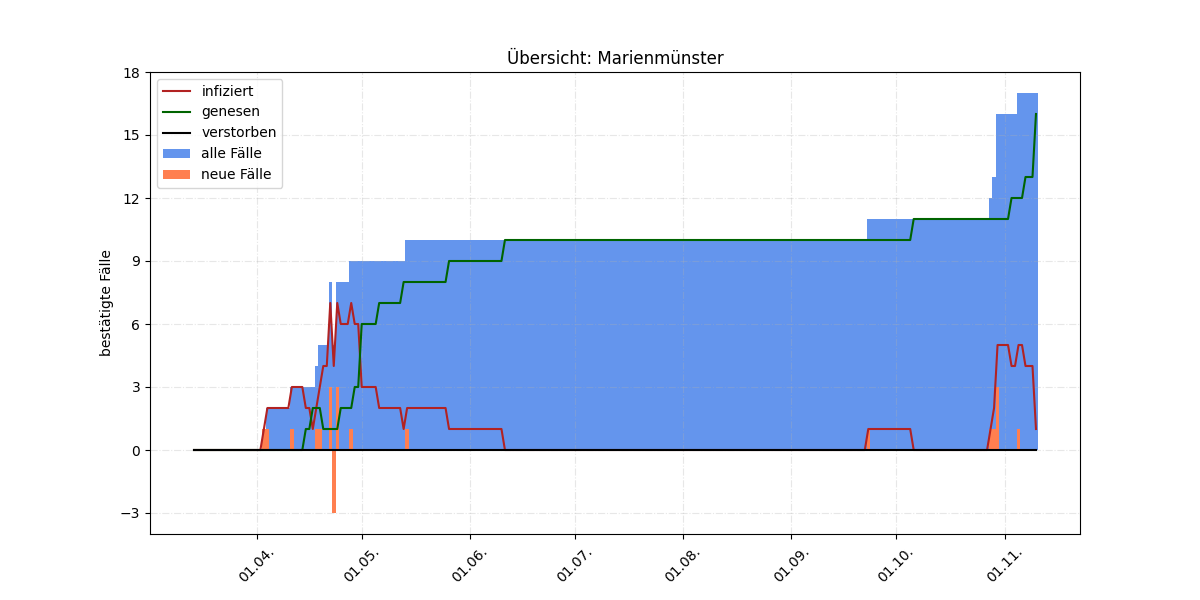 Übersicht: Marienmünster
infiziert
genesen
verstorben
alle Fälle
neue Fälle
bestätigte Fälle
18
15
12
9
6
3
0
−3
01.04.
01.05.
01.06.
01.07.
01.08.
01.09.
01.10.
01.11.